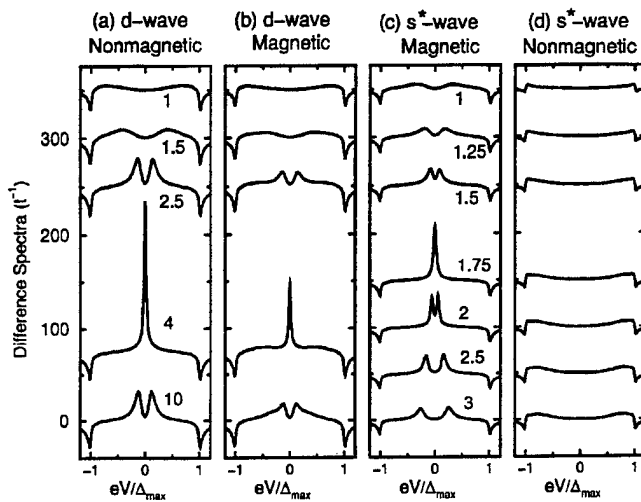 (a) d-wave
Nonmagnetic
(b) d-wave
Magnetic
(c) s*-wave
Magnetic
(d) s*-wave
Nonmagnetic
Difference Spectra (t⁻¹)
300
200
100
0
1
1.5
2.5
4
10
1
1.25
1.5
1.75
2
2.5
3
-1 0 1
-1 0 1
-1 0 1
-1 0 1
eV/Δmax
eV/Δmax
eV/Δmax
eV/Δmax